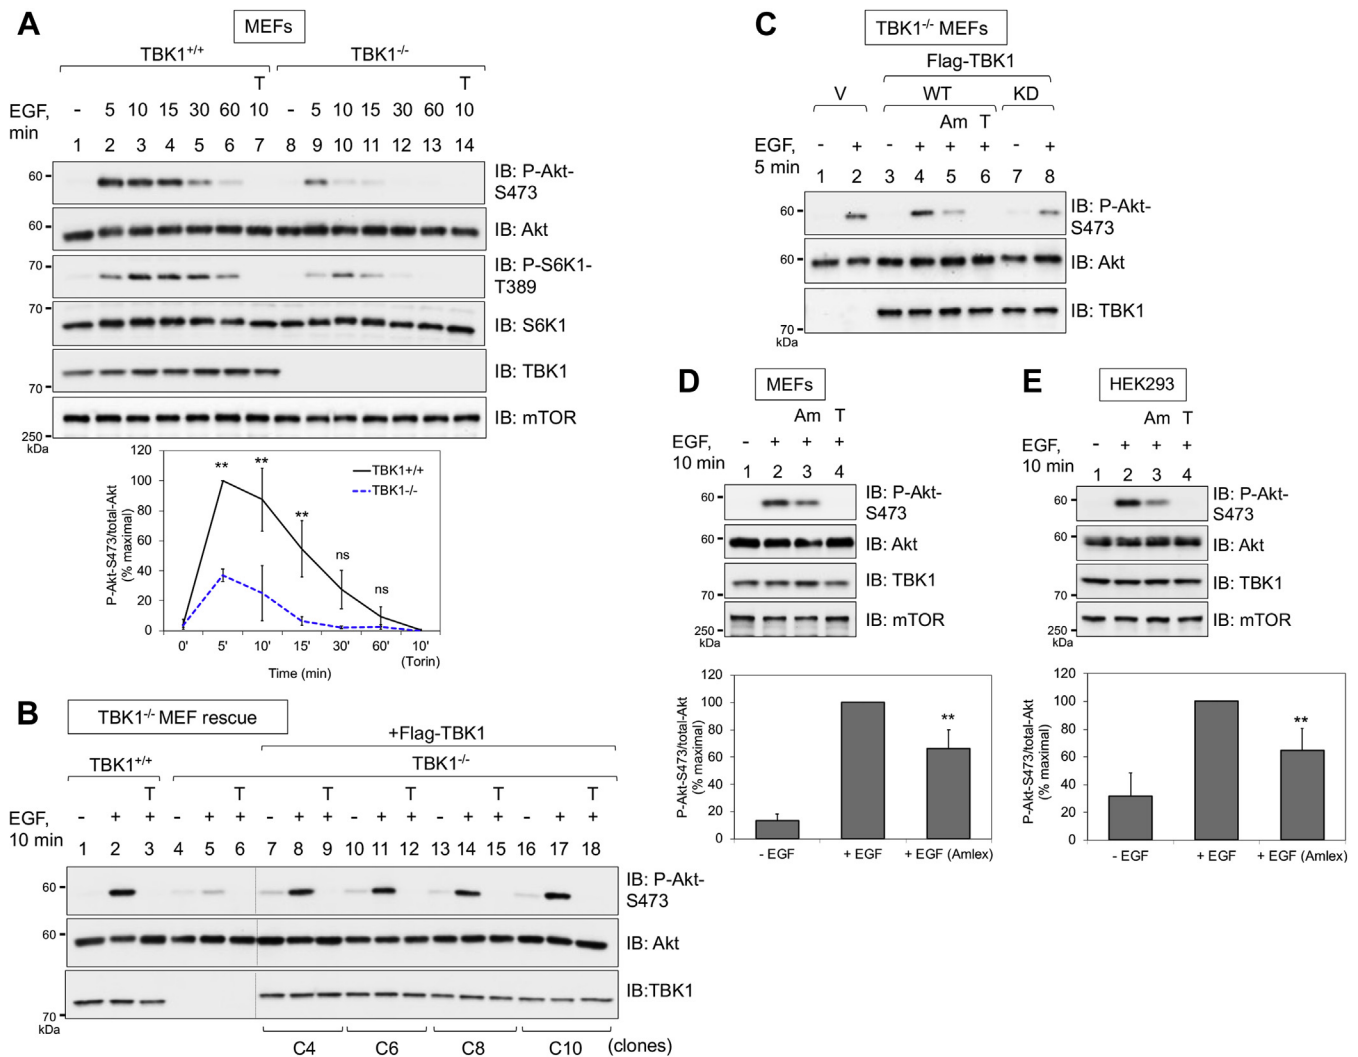 A
MEFs
TBK1+/+
TBK1-/-
T
T
EGF, min
-
5
10
15
30
60
10
-
5
10
15
30
60
10
1
2
3
4
5
6
7
8
9
10
11
12
13
14
60
IB: P-Akt-
S473
60
IB: Akt
70
IB: P-S6K1-
T389
70
IB: S6K1
70
IB: TBK1
250
kDa
IB: mTOR
P-Akt-S473/total-Akt
(% maximal)
120
100
80
60
40
20
0
**
**
**
ns
ns
TBK1+/+
TBK1-/-
0'
5'
10'
15'
30'
60'
10'
(Torin)
Time (min)
B
TBK1-/- MEF rescue
+Flag-TBK1
TBK1+/+
TBK1-/-
T
T
T
T
T
T
EGF,
10 min
-
+
+
-
+
+
-
+
+
-
+
+
-
+
+
-
+
+
1
2
3
4
5
6
7
8
9
10
11
12
13
14
15
16
17
18
60
IB: P-Akt-
S473
60
IB: Akt
IB:TBK1
70
kDa
C4
C6
C8
C10
(clones)
C
TBK1-/- MEFs
Flag-TBK1
V
WT
KD
Am
T
EGF,
5 min
-
+
-
+
+
+
-
+
1
2
3
4
5
6
7
8
60
IB: P-Akt-
S473
60
IB: Akt
IB: TBK1
70
kDa
D
MEFs
Am
T
EGF,
10 min
-
+
+
+
1
2
3
4
60
IB: P-Akt-
S473
60
IB: Akt
IB: TBK1
70
IB: mTOR
250
kDa
P-Akt-S473/total-Akt
(% maximal)
120
100
80
60
40
20
0
**
- EGF
+ EGF
+ EGF (Amlex)
E
HEK293
Am
T
EGF,
10 min
-
+
+
+
1
2
3
4
60
IB: P-Akt-
S473
60
IB: Akt
IB: TBK1
70
IB: mTOR
250
kDa
P-Akt-S473/total-Akt
(% maximal)
120
100
80
60
40
20
0
**
- EGF
+ EGF
+ EGF (Amlex)